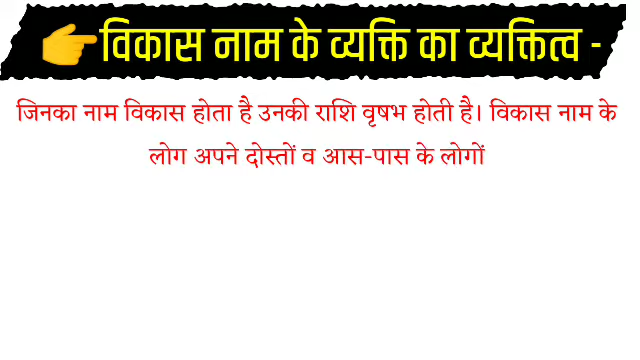 👉विकास नाम के व्यक्ति का व्यक्तित्व -
जिनका नाम विकास होता है उनकी राशि वृषभ होती है। विकास नाम के
लोग अपने दोस्तों व आस-पास के लोगों